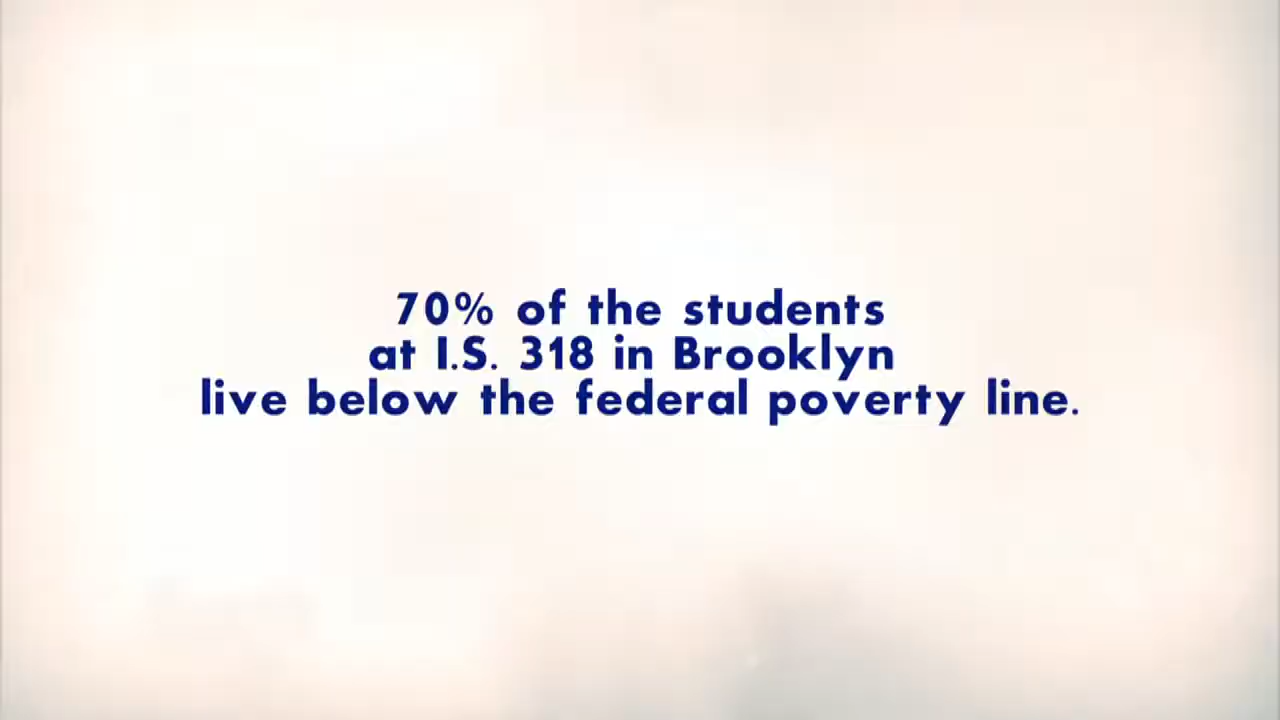 70% of the students
at I.S. 318 in Brooklyn
live below the federal poverty line.